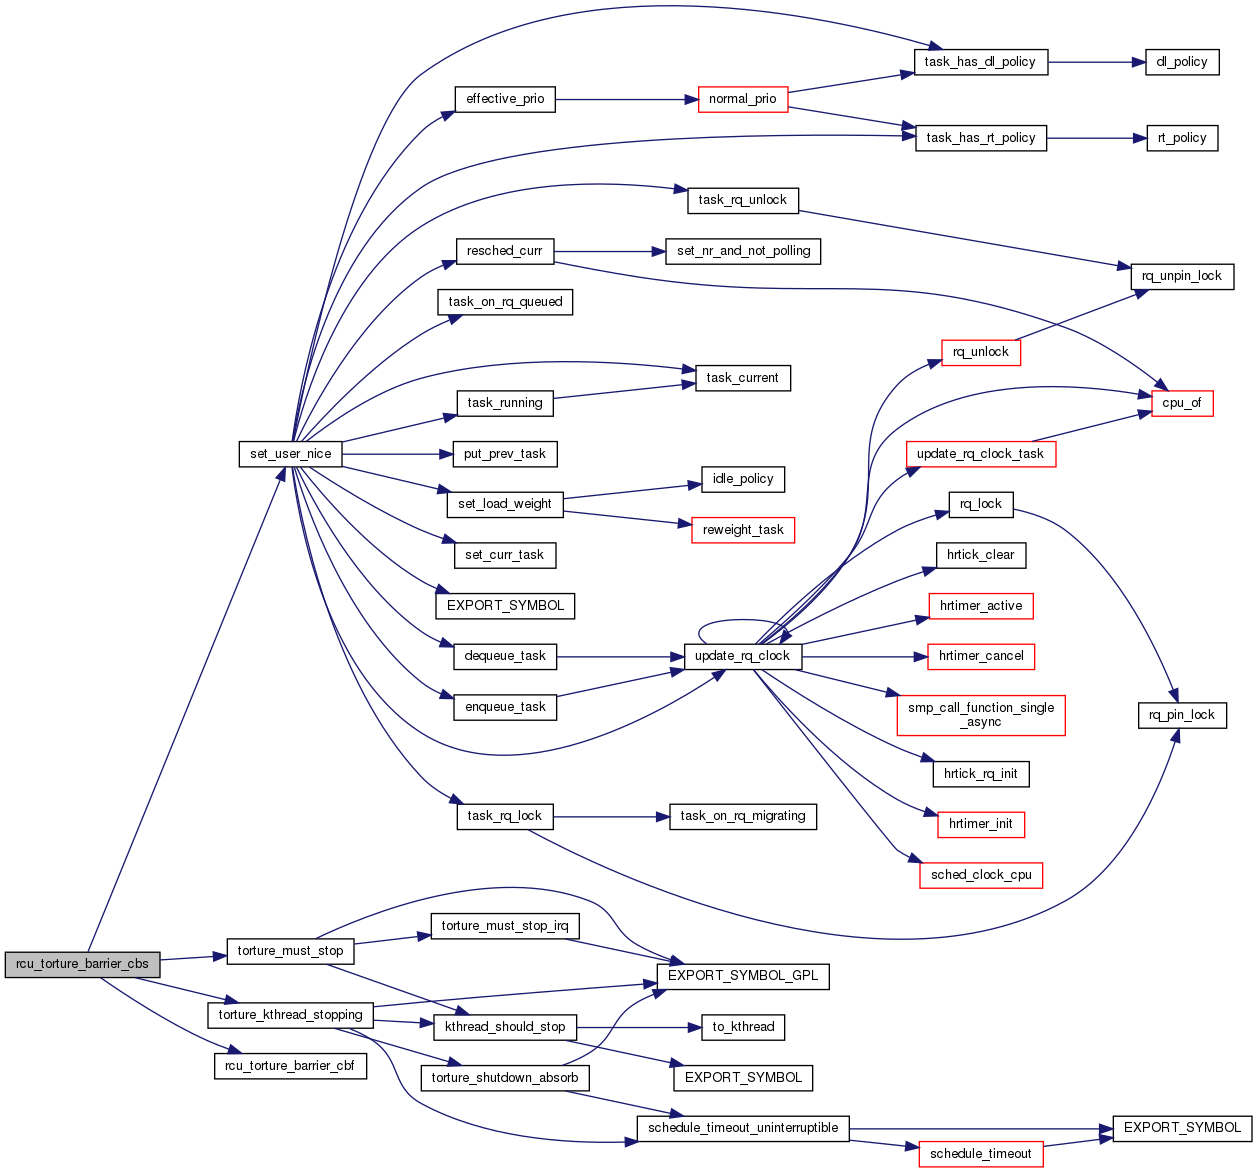 task_has_dl_policy
dl_policy
effective_prio
normal_prio
task_has_rt_policy
rt_policy
task_rq_unlock
resched_curr
set_nr_and_not_polling
rq_unpin_lock
task_on_rq_queued
rq_unlock
task_current
task_running
cpu_of
set_user_nice
put_prev_task
update_rq_clock_task
idle_policy
set_load_weight
rq_lock
reweight_task
set_curr_task
hrtick_clear
EXPORT_SYMBOL
hrtimer_active
dequeue_task
update_rq_clock
hrtimer_cancel
enqueue_task
smp_call_function_single
_async
rq_pin_lock
hrtick_rq_init
task_rq_lock
task_on_rq_migrating
hrtimer_init
sched_clock_cpu
torture_must_stop_irq
torture_must_stop
rcu_torture_barrier_cbs
EXPORT_SYMBOL_GPL
torture_kthread_stopping
kthread_should_stop
to_kthread
rcu_torture_barrier_cbf
torture_shutdown_absorb
EXPORT_SYMBOL
schedule_timeout_uninterruptible
EXPORT_SYMBOL
schedule_timeout